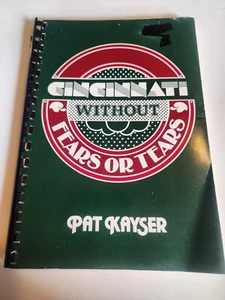 CINCINNATI
WITHOUT
FEARS OR TEARS
PAT KAYSER